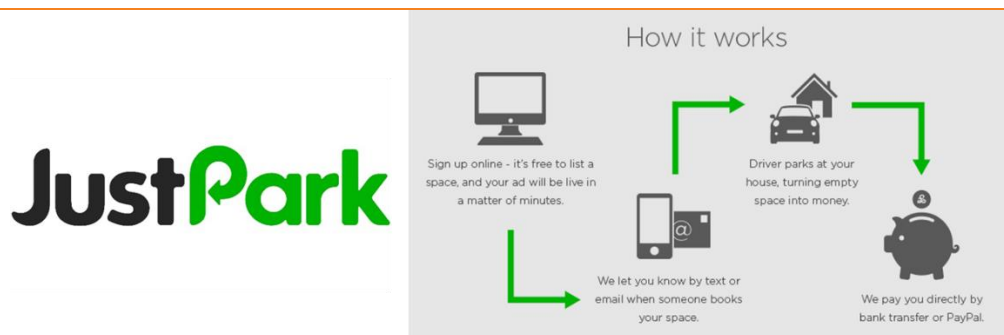 JustPark
How it works
Sign up online - it's free to list a
space, and your ad will be live in
a matter of minutes.
@
We let you know by text or
email when someone books
your space.
Driver parks at your
house, turning empty
space into money.
£
We pay you directly by
bank transfer or PayPal.